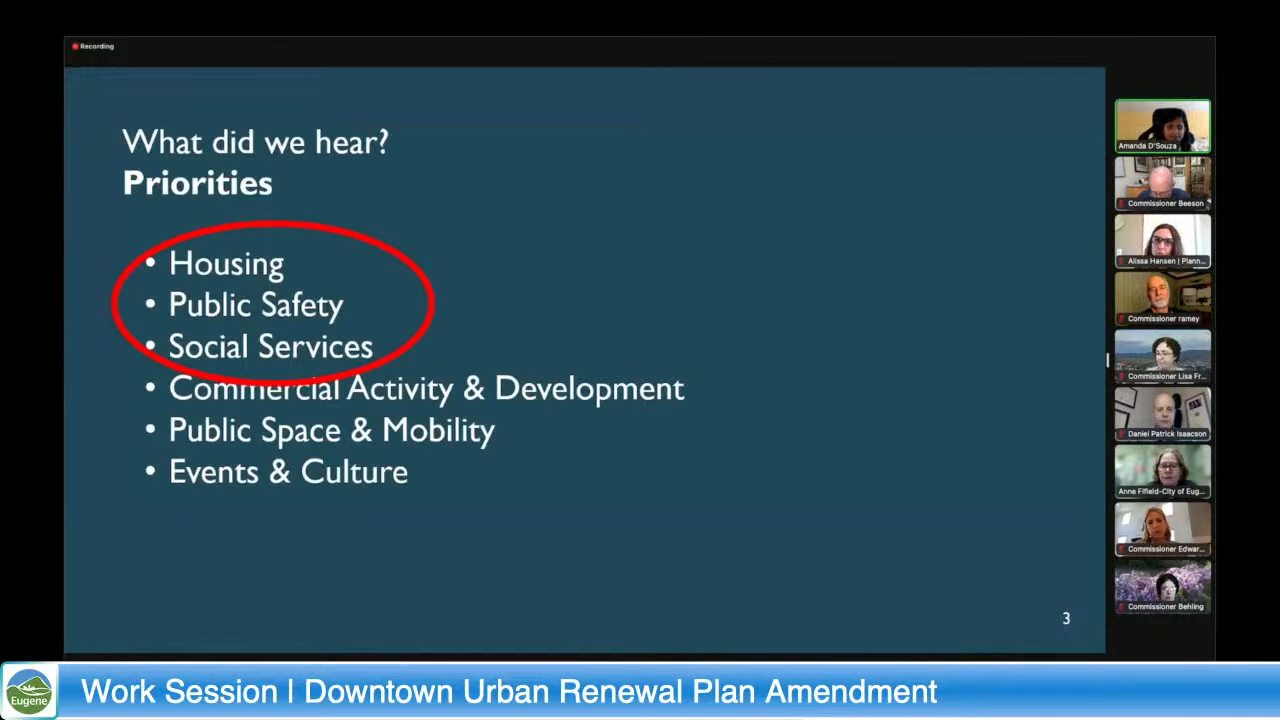 Recording
What did we hear?
Priorities
• Housing
• Public Safety
• Social Services
• Commercial Activity & Development
• Public Space & Mobility
• Events & Culture
3
Amanda D'Souza
Commissioner Beeson
Alissa Hansen | Plann...
Commissioner ramey
Commissioner Lisa Fr...
Daniel Patrick Isaacson
Anne Fifield-City of Eug...
Commissioner Edwar...
Commissioner Behling
Eugene
Work Session | Downtown Urban Renewal Plan Amendment